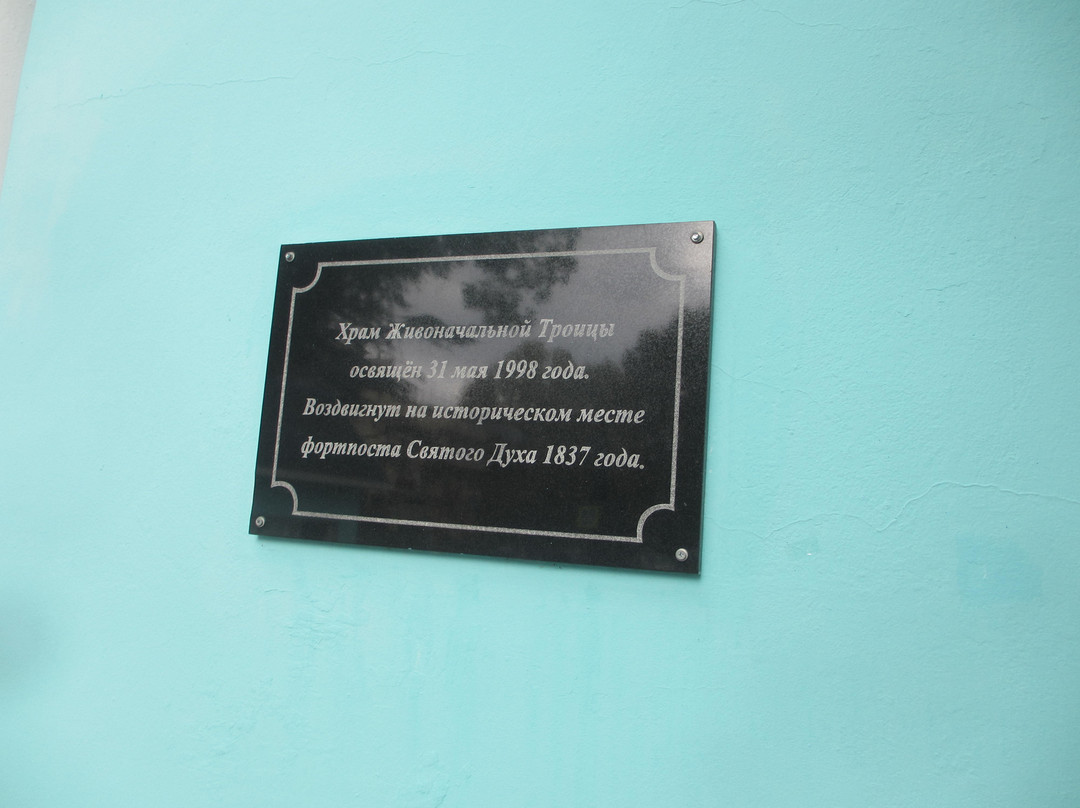 Храм Живоначальной Троицы
освящён 31 мая 1998 года.
Воздвигнут на историческом месте
фортпоста Святого Духа 1837 года.